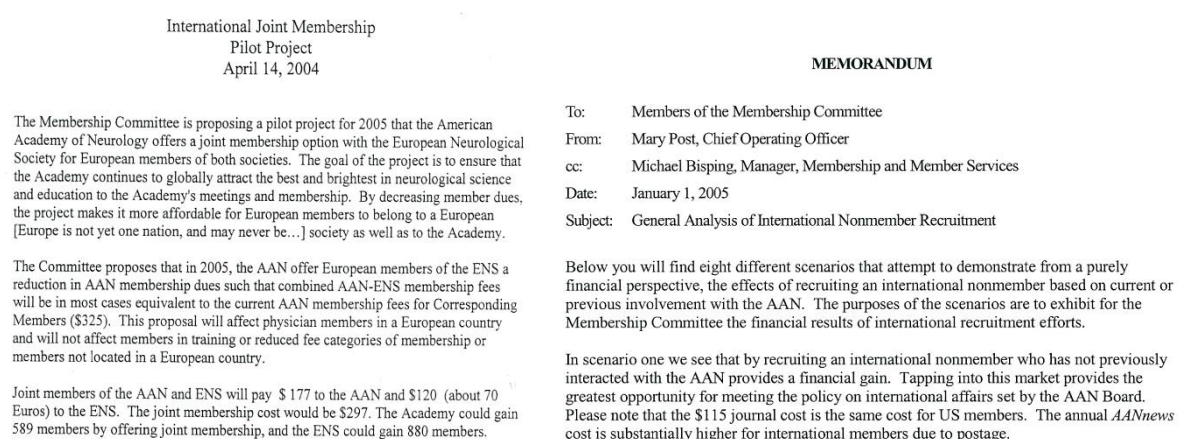 International Joint Membership
Pilot Project
April 14, 2004
The Membership Committee is proposing a pilot project for 2005 that the American
Academy of Neurology offers a joint membership option with the European Neurological
Society for European members of both societies. The goal of the project is to ensure that
the Academy continues to globally attract the best and brightest in neurological science
and education to the Academy's meetings and membership. By decreasing member dues,
the project makes it more affordable for European members to belong to a European
[Europe is not yet one nation, and may never be…] society as well as to the Academy.
The Committee proposes that in 2005, the AAN offer European members of the ENS a
reduction in AAN membership dues such that combined AAN-ENS membership fees
will be in most cases equivalent to the current AAN membership fees for Corresponding
Members ($325). This proposal will affect physician members in a European country
and will not affect members in training or reduced fee categories of membership or
members not located in a European country.
Joint members of the AAN and ENS will pay $ 177 to the AAN and $120 (about 70
Euros) to the ENS. The joint membership cost would be $297. The Academy could gain
589 members by offering joint membership, and the ENS could gain 880 members.
MEMORANDUM
To: Members of the Membership Committee
From: Mary Post, Chief Operating Officer
cc: Michael Bisping, Manager, Membership and Member Services
Date: January 1, 2005
Subject: General Analysis of International Nonmember Recruitment
Below you will find eight different scenarios that attempt to demonstrate from a purely
financial perspective, the effects of recruiting an international nonmember based on current or
previous involvement with the AAN. The purposes of the scenarios are to exhibit for the
Membership Committee the financial results of international recruitment efforts.
In scenario one we see that by recruiting an international nonmember who has not previously
interacted with the AAN provides a financial gain. Tapping into this market provides the
greatest opportunity for meeting the policy on international affairs set by the AAN Board.
Please note that the $115 journal cost is the same cost for US members. The annual AANnews
cost is substantially higher for international members due to postage.